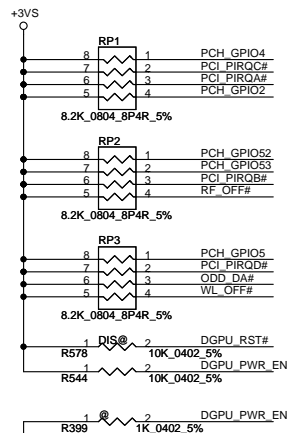 +3VS
RP1
8 1 PCH_GPIO4
7 2 PCI_PIRQC#
6 3 PCI_PIRQA#
5 4 PCH_GPIO2
8.2K_0804_8P4R_5%
RP2
8 1 PCH_GPIO52
7 2 PCH_GPIO53
6 3 PCI_PIRQB#
5 4 RF_OFF#
8.2K_0804_8P4R_5%
RP3
8 1 PCH_GPIO5
7 2 PCI_PIRQD#
6 3 ODD_DA#
5 4 WL_OFF#
8.2K_0804_8P4R_5%
1 DIS@ 2 DGPU_RST#
R578 10K_0402_5%
1 2 DGPU_PWR_EN
R544 10K_0402_5%
1 @ 2 DGPU_PWR_EN
R399 1K_0402_5%